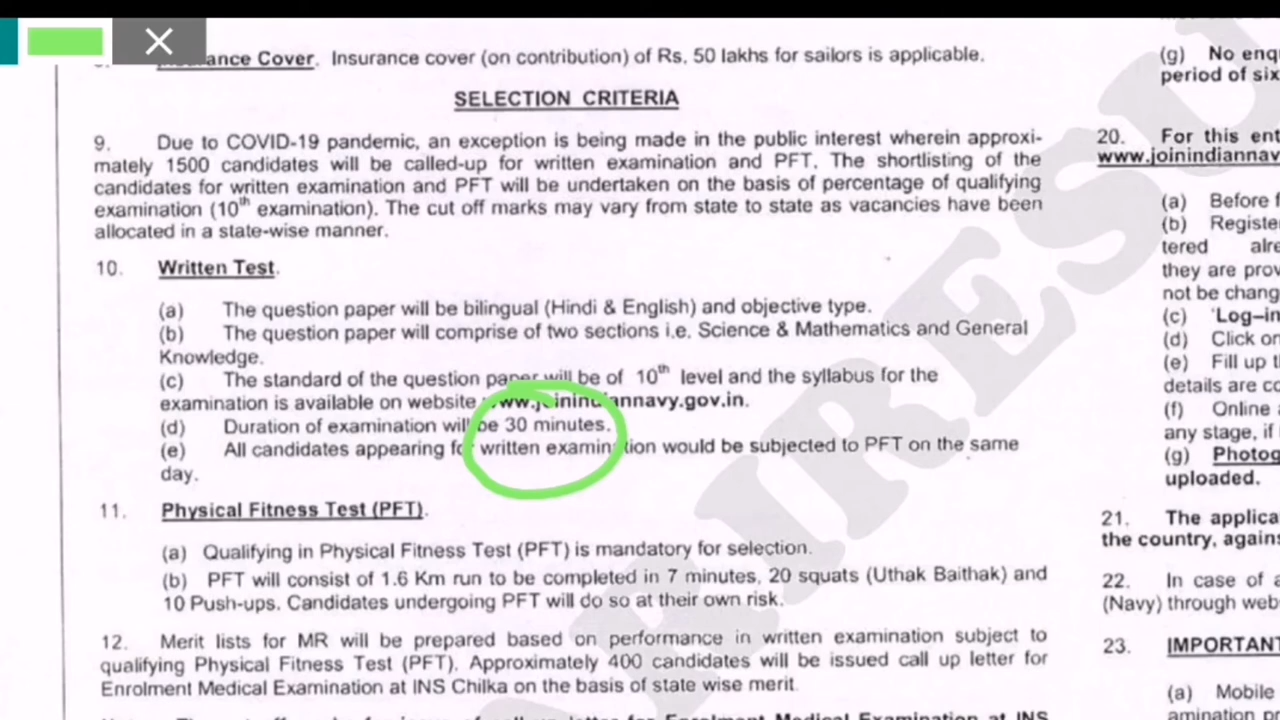 Insurance Cover. Insurance cover (on contribution) of Rs. 50 lakhs for sailors is applicable.
SELECTION CRITERIA
9. Due to COVID-19 pandemic, an exception is being made in the public interest wherein approxi-
mately 1500 candidates will be called-up for written examination and PFT. The shortlisting of the
candidates for written examination and PFT will be undertaken on the basis of percentage of qualifying
examination (10th examination). The cut off marks may vary from state to state as vacancies have been
allocated in a state-wise manner.
10. Written Test.
(a) The question paper will be bilingual (Hindi & English) and objective type.
(b) The question paper will comprise of two sections i.e. Science & Mathematics and General
Knowledge.
(c) The standard of the question paper will be of 10th level and the syllabus for the
examination is available on website www.joinindiannavy.gov.in.
(d) Duration of examination will be 30 minutes.
(e) All candidates appearing for written examination would be subjected to PFT on the same
day.
11. Physical Fitness Test (PFT).
(a) Qualifying in Physical Fitness Test (PFT) is mandatory for selection.
(b) PFT will consist of 1.6 Km run to be completed in 7 minutes, 20 squats (Uthak Baithak) and
10 Push-ups. Candidates undergoing PFT will do so at their own risk.
12. Merit lists for MR will be prepared based on performance in written examination subject to
qualifying Physical Fitness Test (PFT). Approximately 400 candidates will be issued call up letter for
Enrolment Medical Examination at INS Chilka on the basis of state wise merit.
(g) No enq
period of six
20. For this ent
www.joinindiannav
(a) Before f
(b) Registe
tered alre
they are prov
not be chang
(c) 'Log-in
(d) Click on
(e) Fill up t
details are co
(f) Online
any stage, if
(g) Photog
uploaded.
21. The applica
the country, agains
22. In case of a
(Navy) through web
23. IMPORTANT
(a) Mobile
amination pr